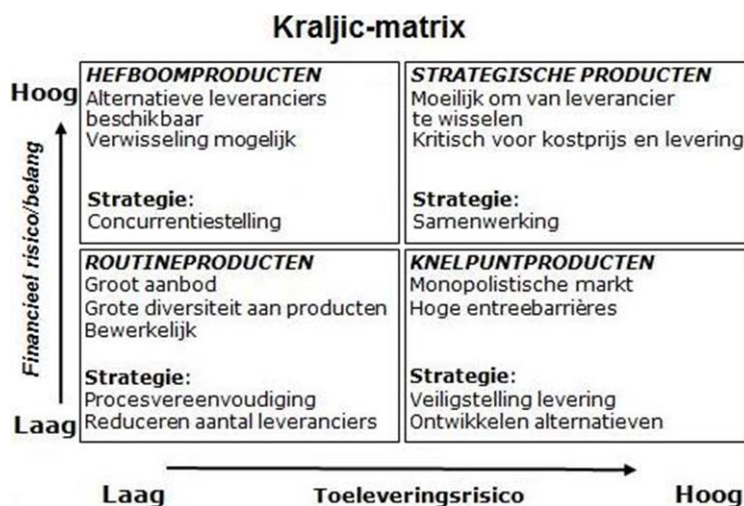 Kraljic-matrix
Hoog
Financieel risico/belang
Laag
HEFBOOMPRODUCTEN
Alternatieve leveranciers
beschikbaar
Verwisseling mogelijk
Strategie:
Concurrentiestelling
STRATEGISCHE PRODUCTEN
Moeilijk om van leverancier
te wisselen
Kritisch voor kostprijs en levering
Strategie:
Samenwerking
ROUTINEPRODUCTEN
Groot aanbod
Grote diversiteit aan producten
Bewerkelijk
Strategie:
Procesvereenvoudiging
Reduceren aantal leveranciers
KNELPUNTPRODUCTEN
Monopolistische markt
Hoge entreebarrières
Strategie:
Veiligstelling levering
Ontwikkelen alternatieven
Laag
Toeleveringsrisico
Hoog